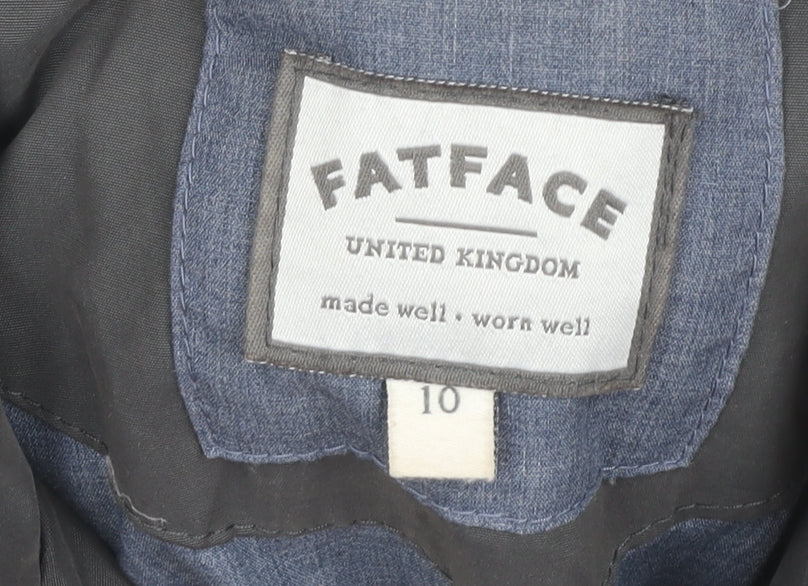 FATFACE
UNITED KINGDOM
made well • worn well
10